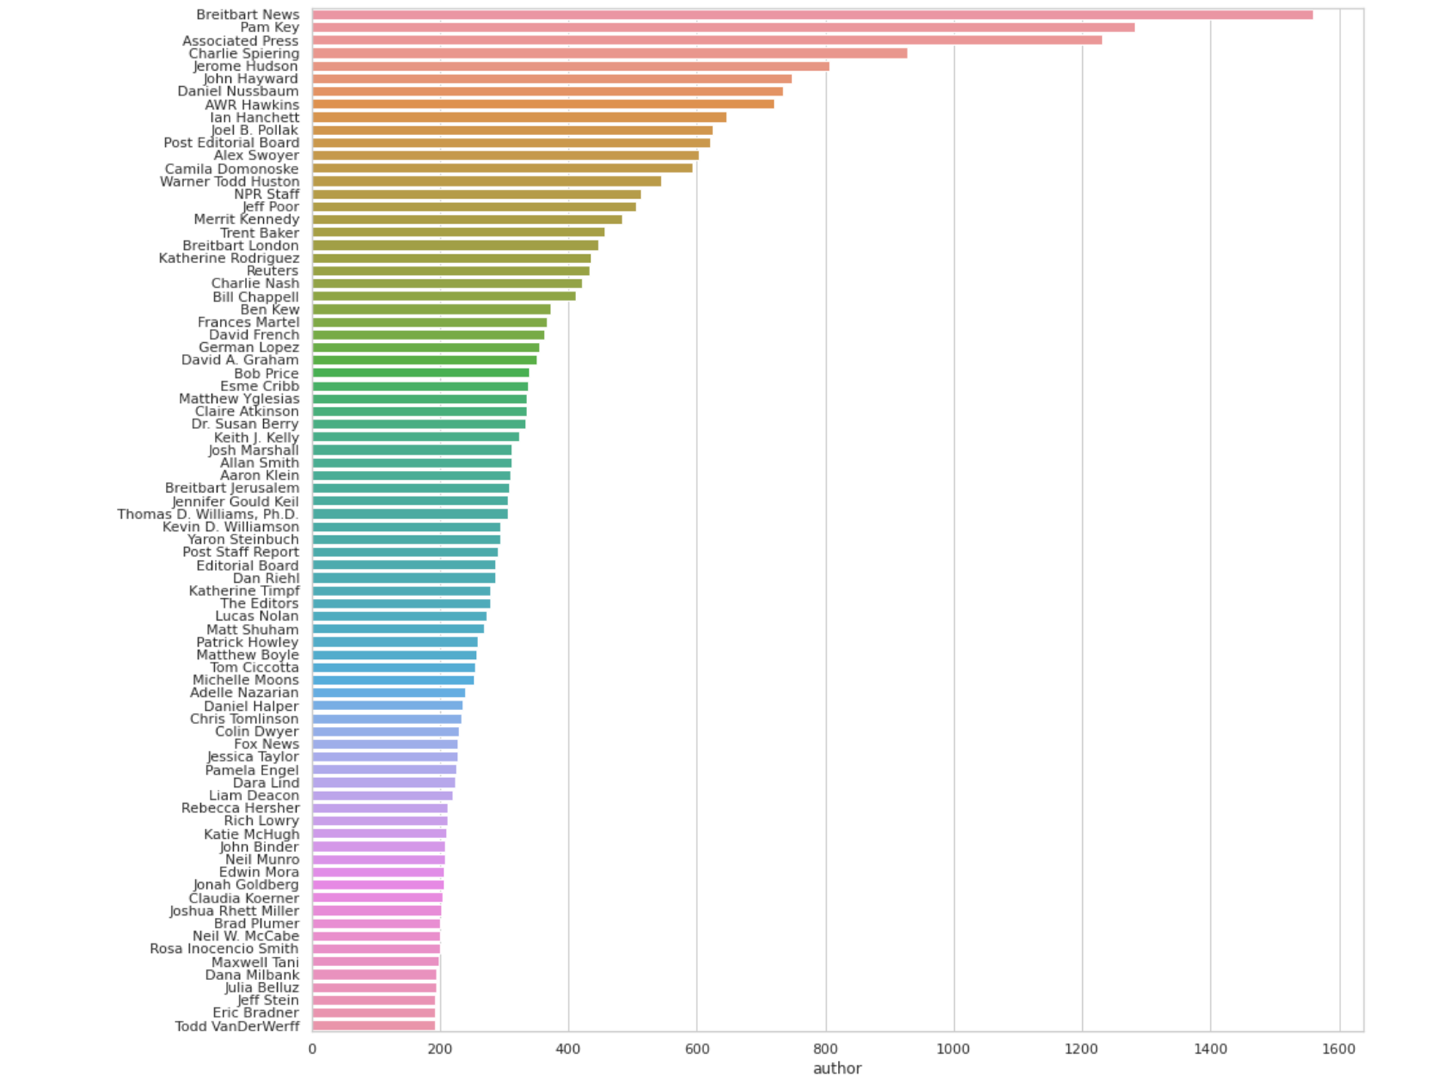 Breitbart News
Pam Key
Associated Press
Charlie Spiering
Jerome Hudson
John Hayward
Daniel Nussbaum
AWR Hawkins
Ian Hanchett
Joel B. Pollak
Post Editorial Board
Alex Swoyer
Camila Domonoske
Warner Todd Huston
NPR Staff
Jeff Poor
Merrit Kennedy
Trent Baker
Breitbart London
Katherine Rodriguez
Reuters
Charlie Nash
Bill Chappell
Ben Kew
Frances Martel
David French
German Lopez
David A. Graham
Bob Price
Esme Cribb
Matthew Yglesias
Claire Atkinson
Dr. Susan Berry
Keith J. Kelly
Josh Marshall
Allan Smith
Aaron Klein
Breitbart Jerusalem
Jennifer Gould Keil
Thomas D. Williams, Ph.D.
Kevin D. Williamson
Yaron Steinbuch
Post Staff Report
Editorial Board
Dan Riehl
Katherine Timpf
The Editors
Lucas Nolan
Matt Shuham
Patrick Howley
Matthew Boyle
Tom Ciccotta
Michelle Moons
Adelle Nazarian
Daniel Halper
Chris Tomlinson
Colin Dwyer
Fox News
Jessica Taylor
Pamela Engel
Dara Lind
Liam Deacon
Rebecca Hersher
Rich Lowry
Katie McHugh
John Binder
Neil Munro
Edwin Mora
Jonah Goldberg
Claudia Koerner
Joshua Rhett Miller
Brad Plumer
Neil W. McCabe
Rosa Inocencio Smith
Maxwell Tani
Dana Milbank
Julia Belluz
Jeff Stein
Eric Bradner
Todd VanDerWerff
0 200 400 600 800 1000 1200 1400 1600
author